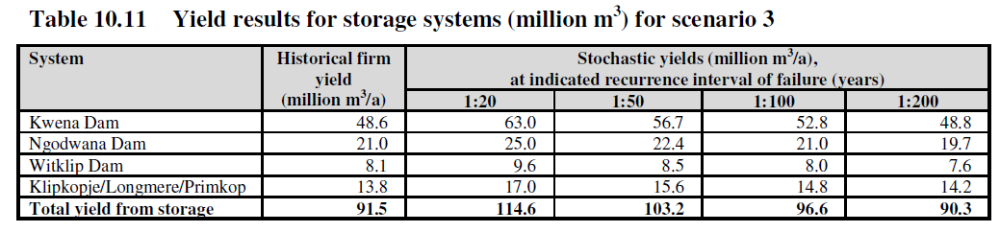 Table 10.11 Yield results for storage systems (million m³) for scenario 3
System Historical firm yield (million m³/a) Stochastic yields (million m³/a), at indicated recurrence interval of failure (years)
1:20 1:50 1:100 1:200
Kwena Dam 48.6 63.0 56.7 52.8 48.8
Ngodwana Dam 21.0 25.0 22.4 21.0 19.7
Witklip Dam 8.1 9.6 8.5 8.0 7.6
Klipkopje/Longmere/Primkop 13.8 17.0 15.6 14.8 14.2
Total yield from storage 91.5 114.6 103.2 96.6 90.3